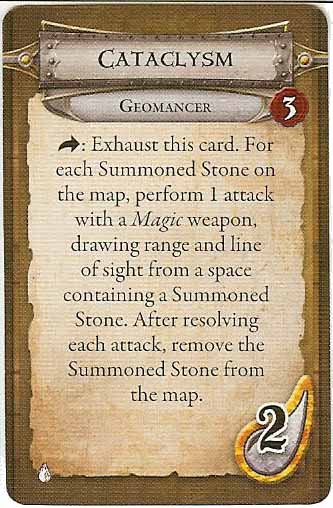 CATACLYSM
GEOMANCER
3
: Exhaust this card. For
each Summoned Stone on
the map, perform 1 attack
with a Magic weapon,
drawing range and line
of sight from a space
containing a Summoned
Stone. After resolving
each attack, remove the
Summoned Stone from
the map.
2